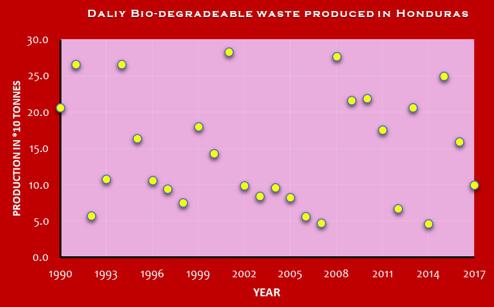 Daliy Bio-degradeable waste produced in Honduras
30.0
25.0
20.0
15.0
10.0
5.0
0.0
PRODUCTION IN *10 TONNES
1990 1993 1996 1999 2002 2005 2008 2011 2014 2017
YEAR